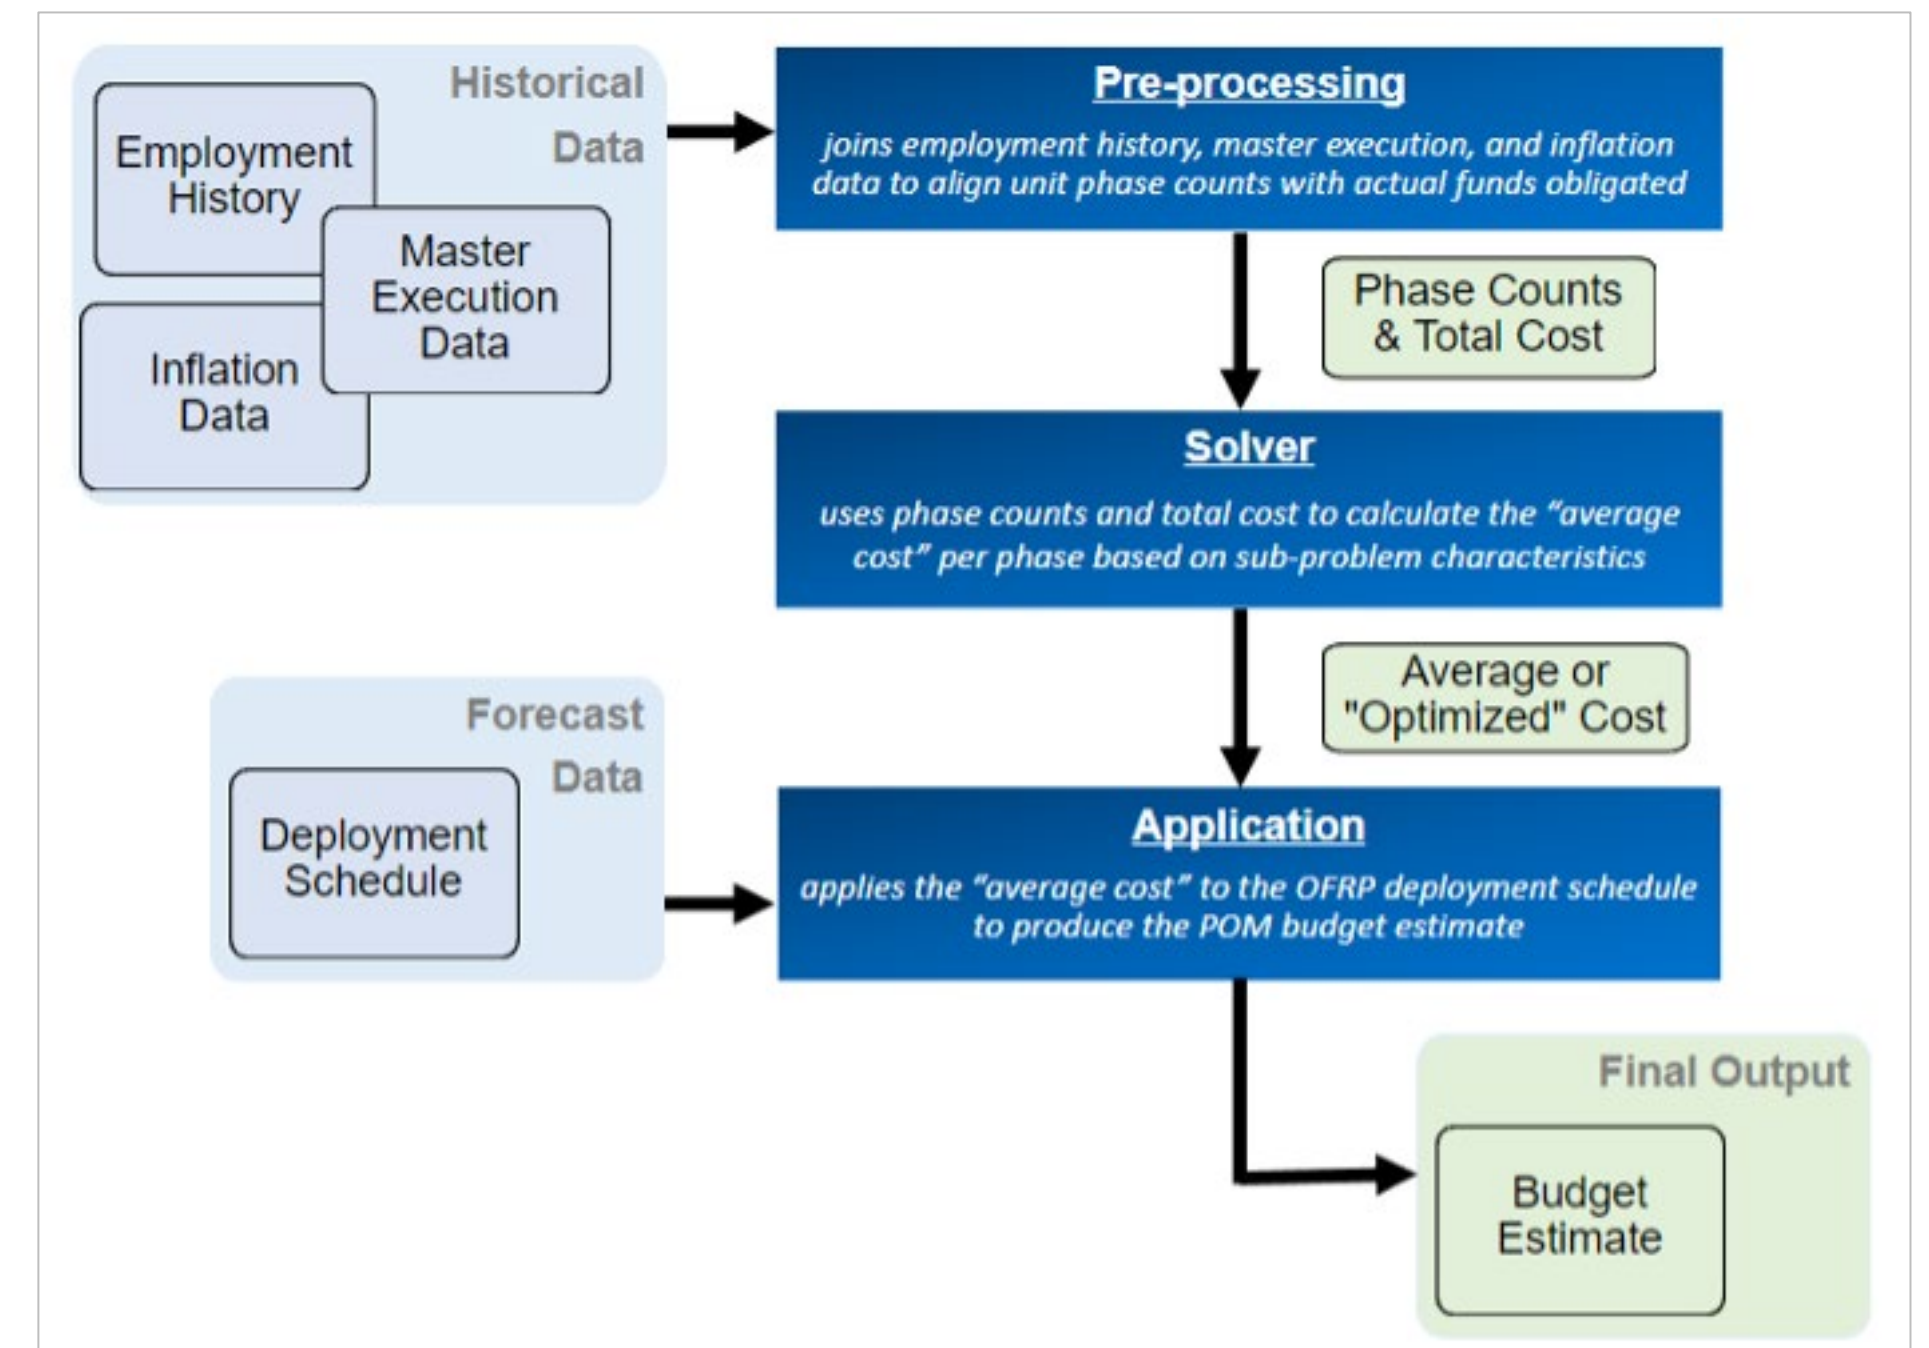 Historical
Data
Employment
History
Master
Execution
Data
Inflation
Data
Pre-processing
joins employment history, master execution, and inflation
data to align unit phase counts with actual funds obligated
Phase Counts
& Total Cost
Solver
uses phase counts and total cost to calculate the “average
cost” per phase based on sub-problem characteristics
Average or
"Optimized" Cost
Forecast
Data
Deployment
Schedule
Application
applies the “average cost” to the OFRP deployment schedule
to produce the POM budget estimate
Final Output
Budget
Estimate